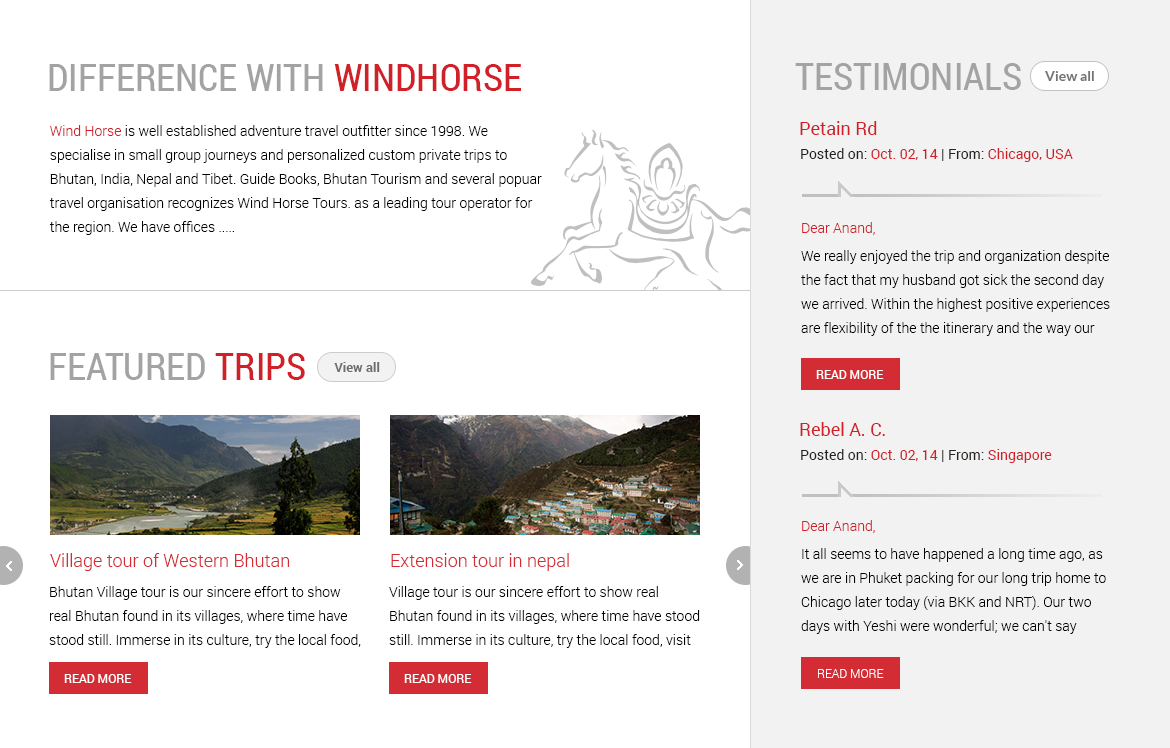 DIFFERENCE WITH WINDHORSE
Wind Horse is well established adventure travel outfitter since 1998. We
specialise in small group journeys and personalized custom private trips to
Bhutan, India, Nepal and Tibet. Guide Books, Bhutan Tourism and several popuar
travel organisation recognizes Wind Horse Tours. as a leading tour operator for
the region. We have offices .....
FEATURED TRIPS
View all
Village tour of Western Bhutan
Bhutan Village tour is our sincere effort to show
real Bhutan found in its villages, where time have
stood still. Immerse in its culture, try the local food,
READ MORE
Extension tour in nepal
Village tour is our sincere effort to show real
Bhutan found in its villages, where time have stood
still. Immerse in its culture, try the local food, visit
READ MORE
TESTIMONIALS
View all
Petain Rd
Posted on: Oct. 02, 14 | From: Chicago, USA
Dear Anand,
We really enjoyed the trip and organization despite
the fact that my husband got sick the second day
we arrived. Within the highest positive experiences
are flexibility of the the itinerary and the way our
READ MORE
Rebel A. C.
Posted on: Oct. 02, 14 | From: Singapore
Dear Anand,
It all seems to have happened a long time ago, as
we are in Phuket packing for our long trip home to
Chicago later today (via BKK and NRT). Our two
days with Yeshi were wonderful; we can't say
READ MORE